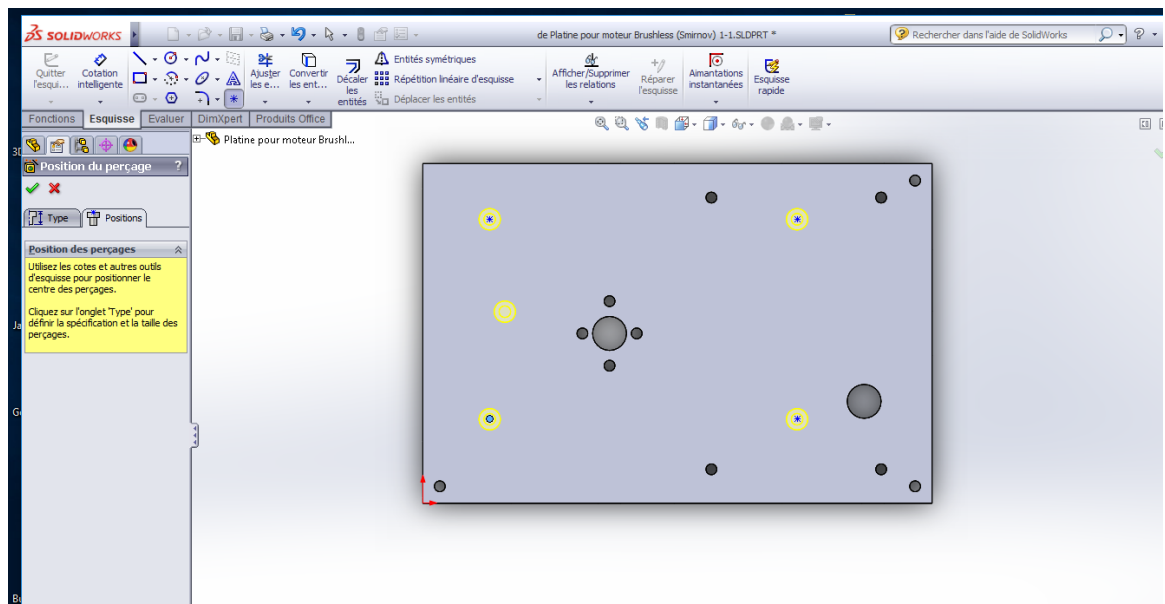 SOLIDWORKS
de Platine pour moteur Brushless (Smirnov) 1-1.SLDPRT *
Rechercher dans l'aide de SolidWorks
?
Quitter
l'esqui...
Cotation
intelligente
Ajuster
les e...
Convertir
les ent...
Décaler
les
entités
Entités symétriques
Répétition linéaire d'esquisse
Déplacer les entités
Afficher/Supprimer
les relations
Réparer
l'esquisse
Aimantations
instantanées
Esquisse
rapide
Fonctions
Esquisse
Evaluer
DimXpert
Produits Office
Platine pour moteur Brushl...
Position du perçage
?
Type
Positions
Position des perçages
Utilisez les cotes et autres outils
d'esquisse pour positionner le
centre des perçages.
Cliquez sur l'onglet 'Type' pour
définir la spécification et la taille des
perçages.